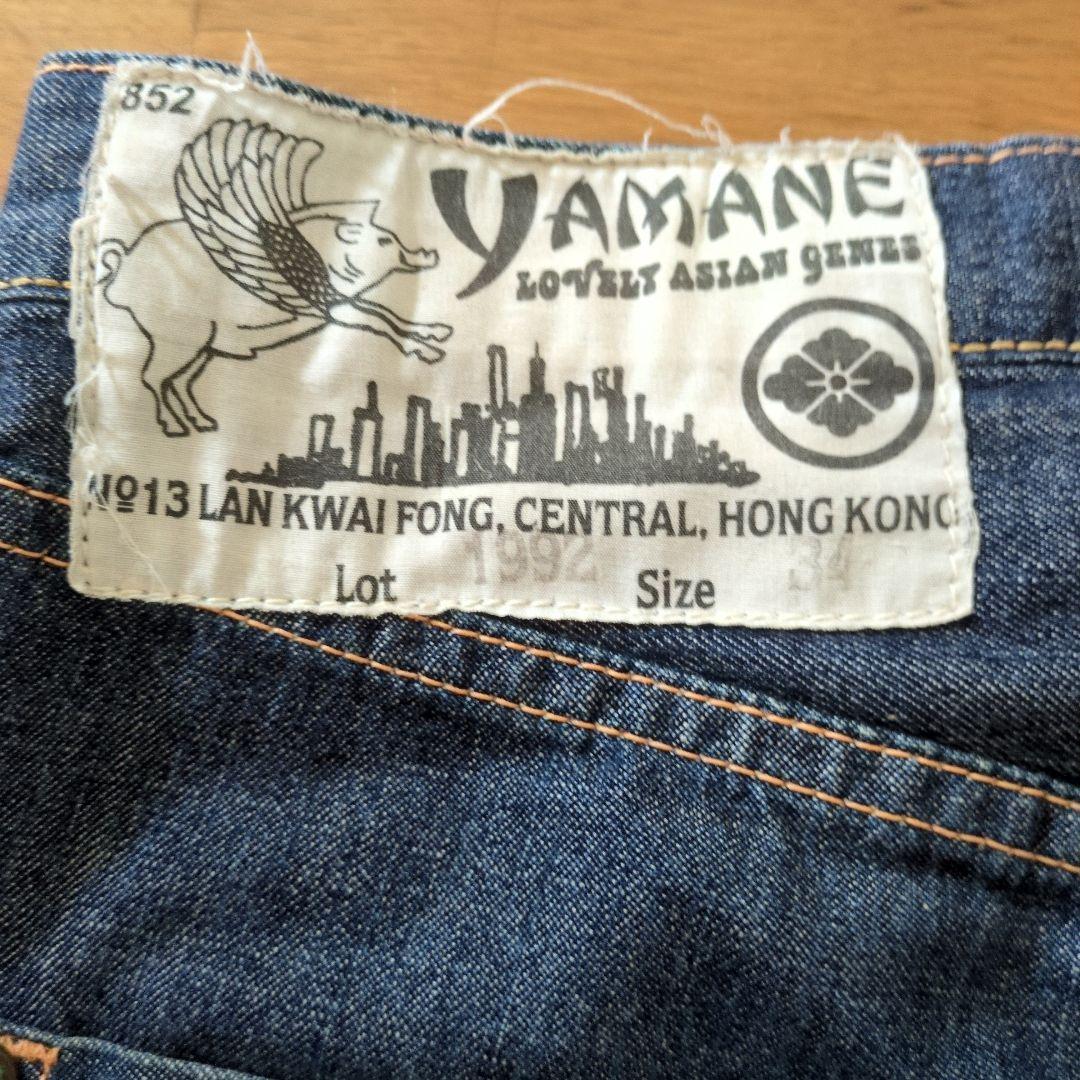 852
YAMANE
LOVELY ASIAN GENES
No13 LAN KWAI FONG, CENTRAL, HONG KONG
Lot 1992 Size 34